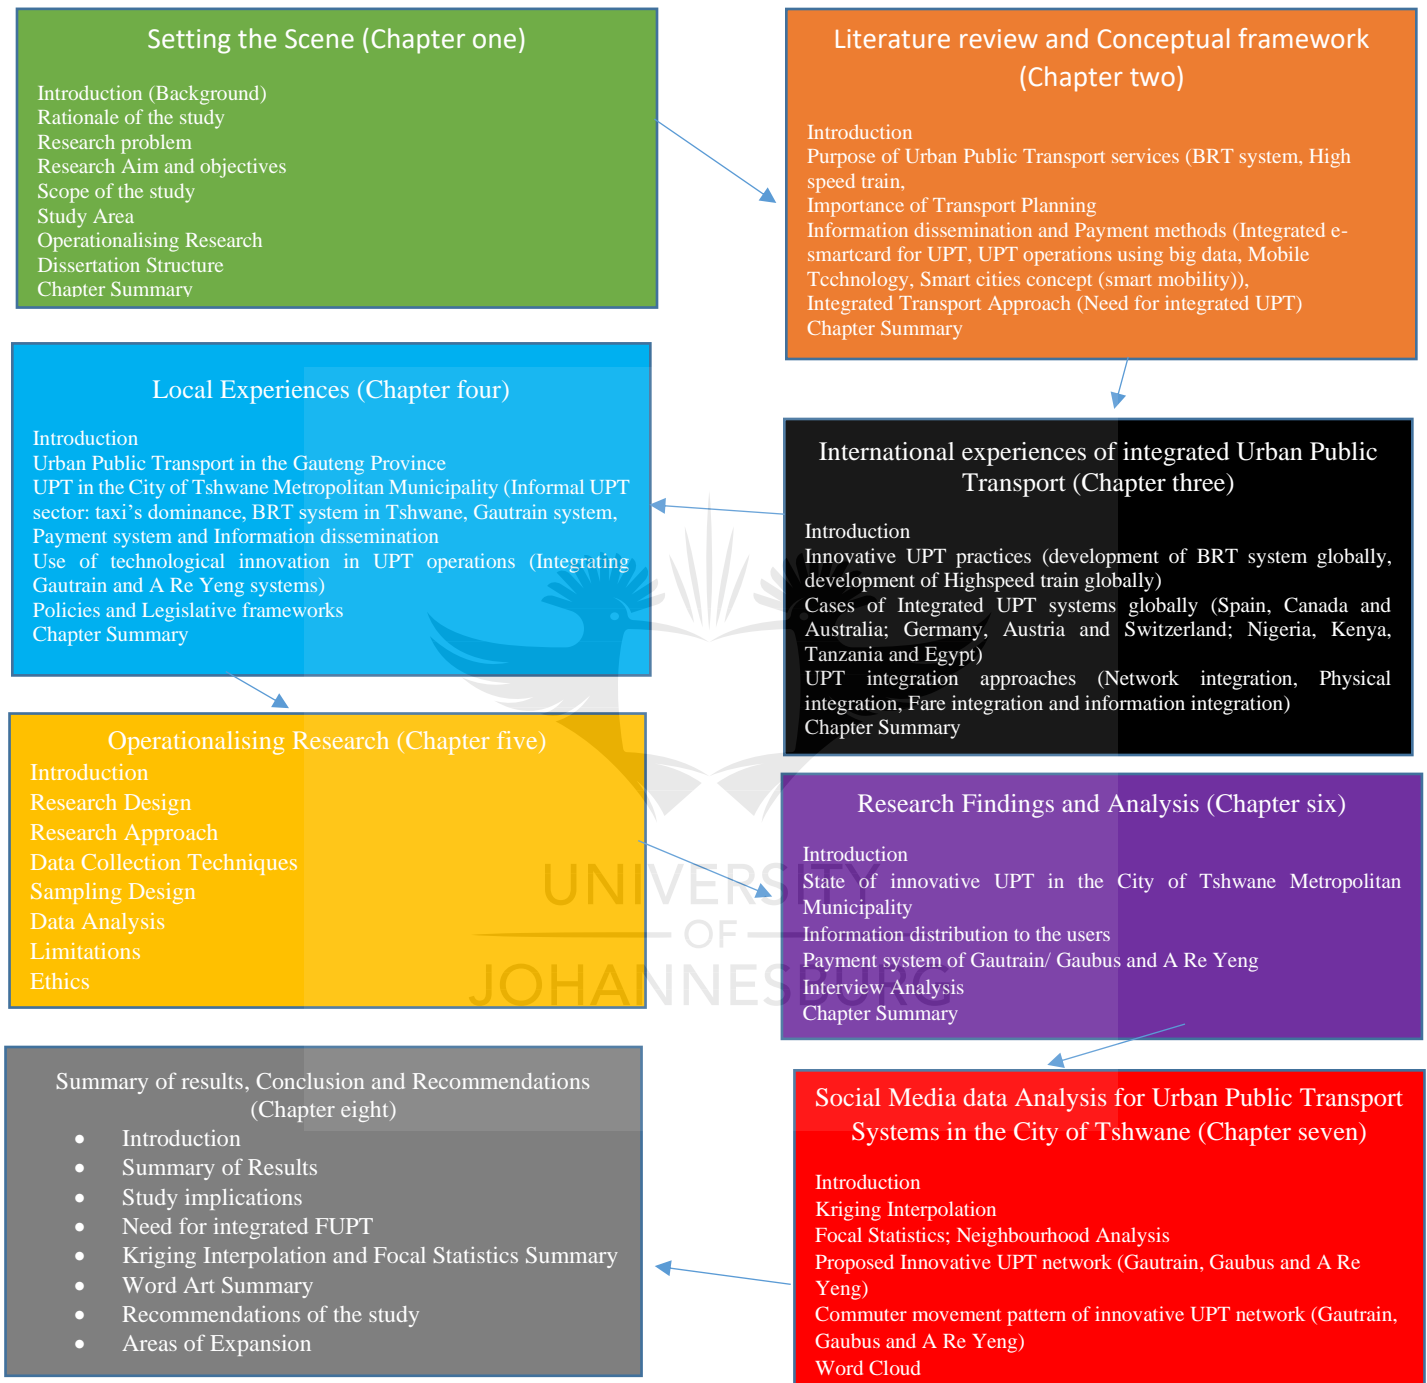 Setting the Scene (Chapter one)
Introduction (Background)
Rationale of the study
Research problem
Research Aim and objectives
Scope of the study
Study Area
Operationalising Research
Dissertation Structure
Chapter Summary
Literature review and Conceptual framework
(Chapter two)
Introduction
Purpose of Urban Public Transport services (BRT system, High
speed train,
Importance of Transport Planning
Information dissemination and Payment methods (Integrated e-
smartcard for UPT, UPT operations using big data, Mobile
Technology, Smart cities concept (smart mobility)),
Integrated Transport Approach (Need for integrated UPT)
Chapter Summary
International experiences of integrated Urban Public
Transport (Chapter three)
Introduction
Innovative UPT practices (development of BRT system globally,
development of Highspeed train globally)
Cases of Integrated UPT systems globally (Spain, Canada and
Australia; Germany, Austria and Switzerland; Nigeria, Kenya,
Tanzania and Egypt)
UPT integration approaches (Network integration, Physical
integration, Fare integration and information integration)
Chapter Summary
Local Experiences (Chapter four)
Introduction
Urban Public Transport in the Gauteng Province
UPT in the City of Tshwane Metropolitan Municipality (Informal UPT
sector: taxi's dominance, BRT system in Tshwane, Gautrain system,
Payment system and Information dissemination
Use of technological innovation in UPT operations (Integrating
Gautrain and A Re Yeng systems)
Policies and Legislative frameworks
Chapter Summary
Operationalising Research (Chapter five)
Introduction
Research Design
Research Approach
Data Collection Techniques
Sampling Design
Data Analysis
Limitations
Ethics
Research Findings and Analysis (Chapter six)
Introduction
State of innovative UPT in the City of Tshwane Metropolitan
Municipality
Information distribution to the users
Payment system of Gautrain/ Gaubus and A Re Yeng
Interview Analysis
Chapter Summary
Social Media data Analysis for Urban Public Transport
Systems in the City of Tshwane (Chapter seven)
Introduction
Kriging Interpolation
Focal Statistics; Neighbourhood Analysis
Proposed Innovative UPT network (Gautrain, Gaubus and A Re
Yeng)
Commuter movement pattern of innovative UPT network (Gautrain,
Gaubus and A Re Yeng)
Word Cloud
Summary of results, Conclusion and Recommendations
(Chapter eight)
• Introduction
• Summary of Results
• Study implications
• Need for integrated FUPT
• Kriging Interpolation and Focal Statistics Summary
• Word Art Summary
• Recommendations of the study
• Areas of Expansion
UNIVERSITY
OF
JOHANNESBURG